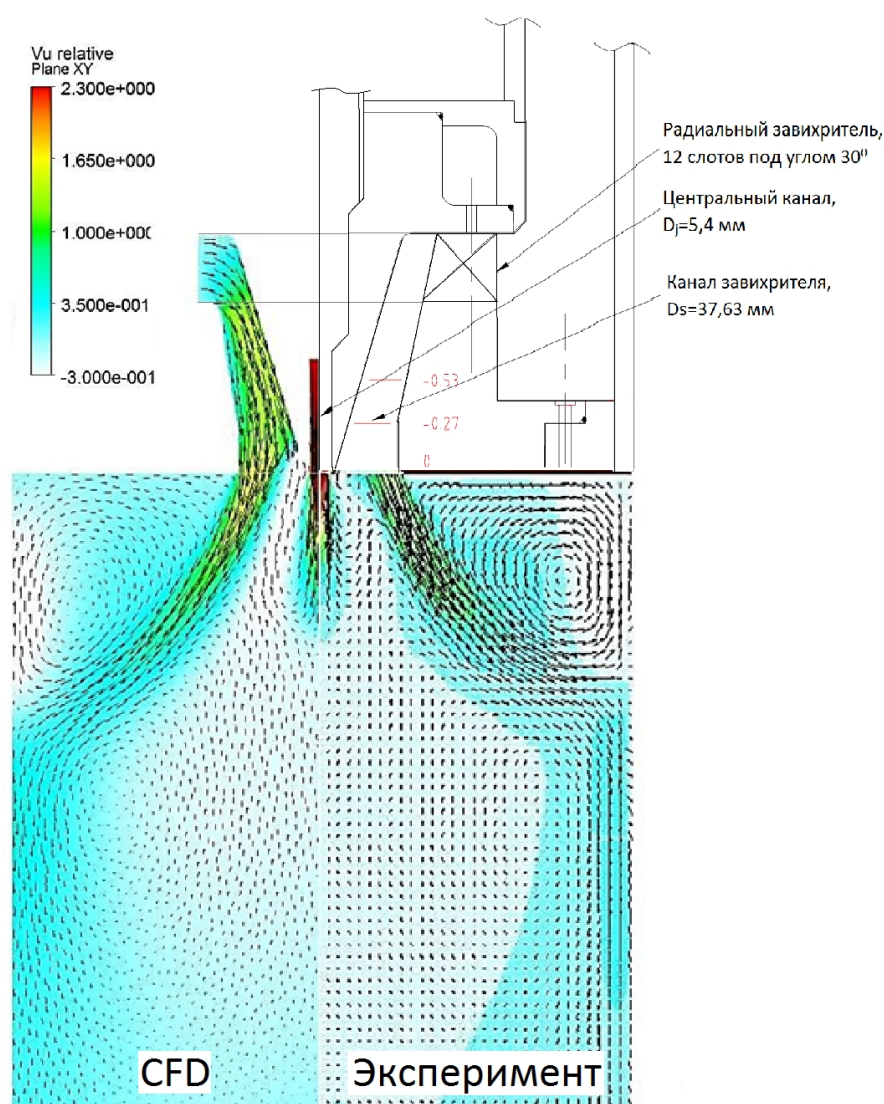 Vu relative
Plane XY
2.300e+000
1.650e+000
1.000e+000
3.500e-001
-3.000e-001
Радиальный завихритель,
12 слотов под углом 30⁰
Центральный канал,
Dj=5,4 мм
Канал завихрителя,
Ds=37,63 мм
-0.53
-0.27
0
CFD
Эксперимент